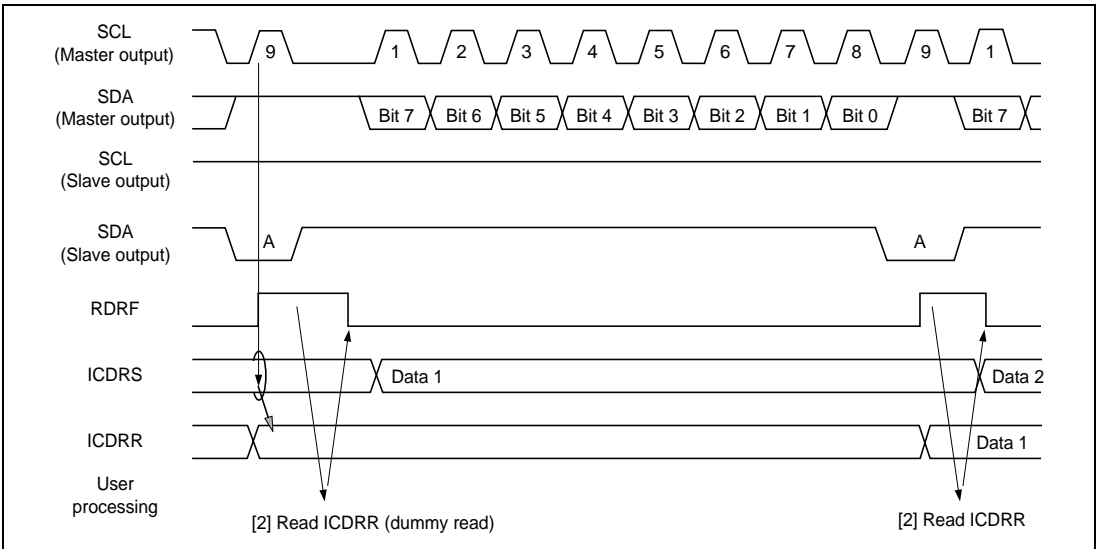 SCL
(Master output)
9 1 2 3 4 5 6 7 8 9 1
SDA
(Master output)
Bit 7 Bit 6 Bit 5 Bit 4 Bit 3 Bit 2 Bit 1 Bit 0 Bit 7
SCL
(Slave output)
SDA
(Slave output)
A A
RDRF
ICDRS
Data 1 Data 2
ICDRR
Data 1
User
processing
[2] Read ICDRR (dummy read) [2] Read ICDRR